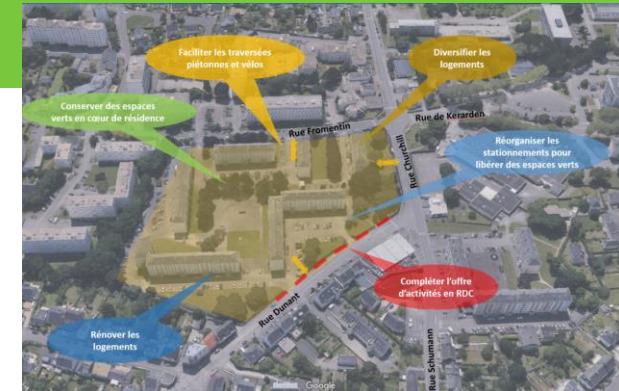 Faciliter les traversées
piétonnes et vélos
Diversifier les
logements
Conserver des espaces
verts en cœur de résidence
Rue Fromentin
Rue de Kerarden
Rue Churchill
Réorganiser les
stationnements pour
libérer des espaces verts
Compléter l'offre
d'activités en RDC
Rue Dunant
Rénover les
logements
Rue Schumann
Google